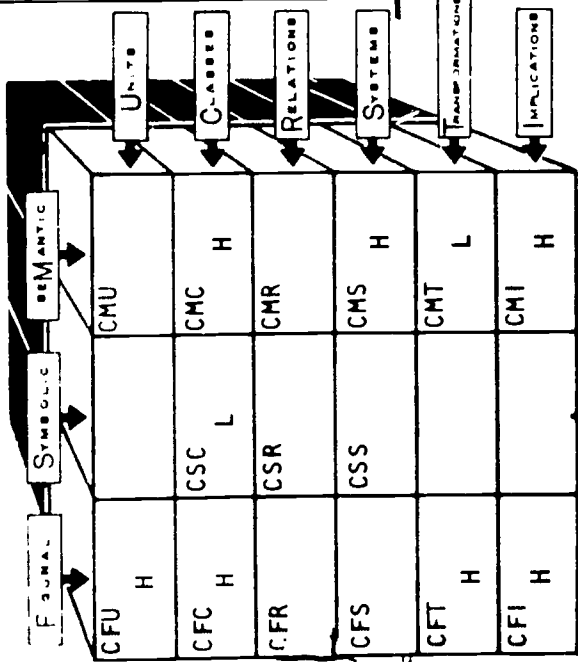 FIGURAL SYMBOLIC SEMANTIC
CFU H CMU UNITS
CFC H CSC L CMC H CLASSES
CFR CSR CMR RELATIONS
CFS CSS CMS H SYSTEMS
CFT H CMT L TRANSFORMATIONS
CFI H CMI H IMPLICATIONS